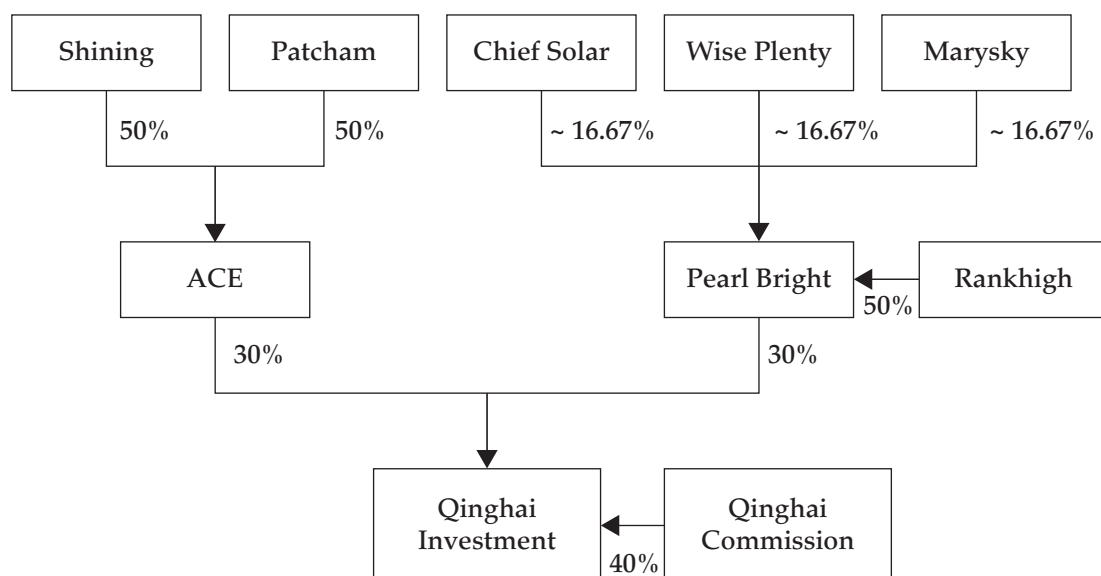 Shining
Patcham
Chief Solar
Wise Plenty
Marysky
50%
50%
~ 16.67%
~ 16.67%
~ 16.67%
ACE
Pearl Bright
Rankhigh
50%
30%
30%
Qinghai
Investment
Qinghai
Commission
40%